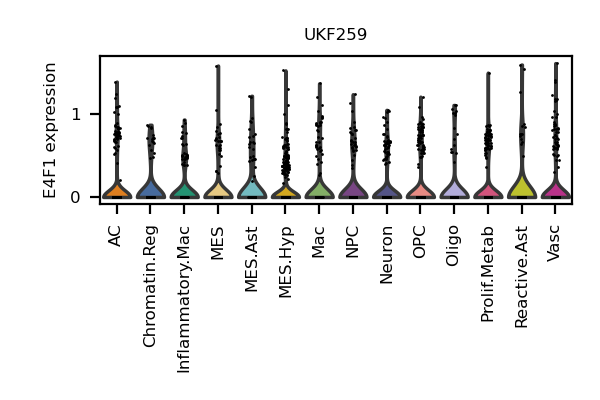 UKF259
E4F1 expression
1
0
AC
Chromatin.Reg
Inflammatory.Mac
MES
MES.Ast
MES.Hyp
Mac
NPC
Neuron
OPC
Oligo
Prolif.Metab
Reactive.Ast
Vasc